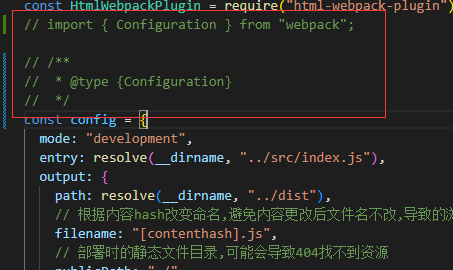 const HtmlWebpackPlugin = require("html-webpack-plugin")
// import { Configuration } from "webpack";
// /**
//  * @type {Configuration}
//  */
const config = {
mode: "development",
entry: resolve(__dirname, "../src/index.js"),
output: {
path: resolve(__dirname, "../dist"),
// 根据内容hash改变命名,避免内容更改后文件名不改,导致的浏
filename: "[contenthash].js",
// 部署时的静态文件目录,可能会导致404找不到资源